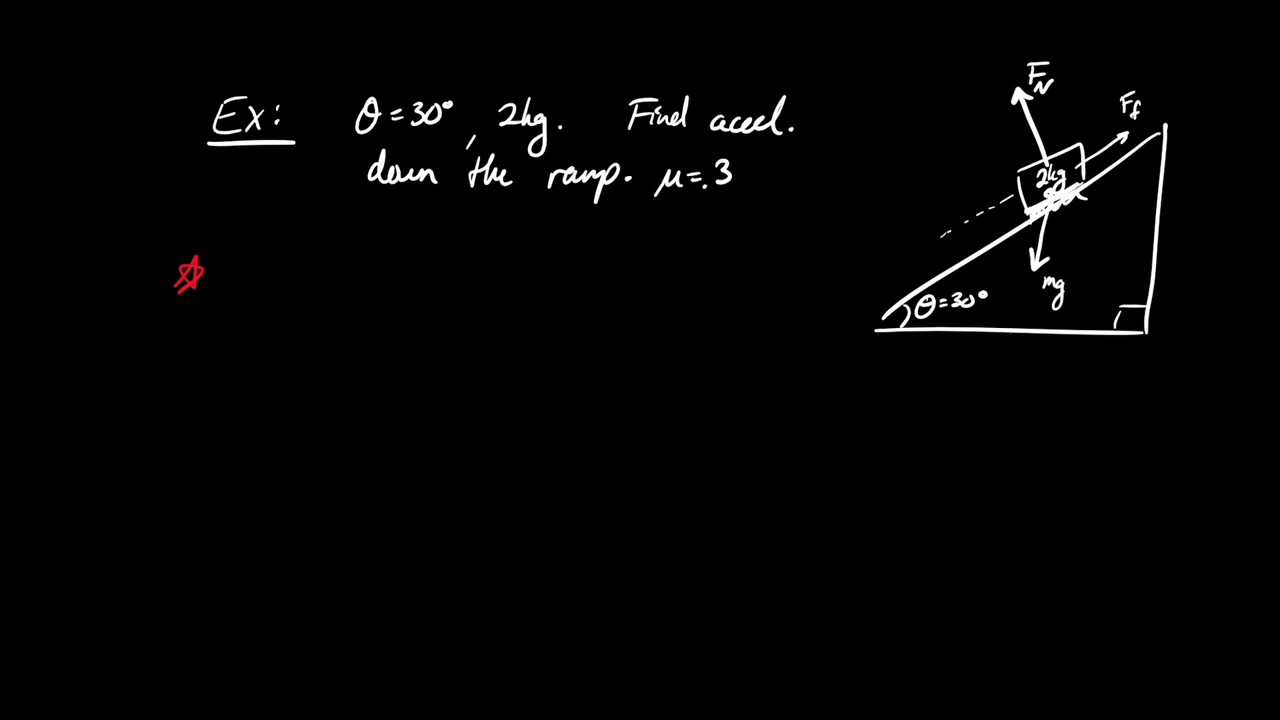 Ex: θ = 30°, 2kg. Find accel.
down the ramp. μ = .3
F_N
F_f
2kg
mg
θ = 30°